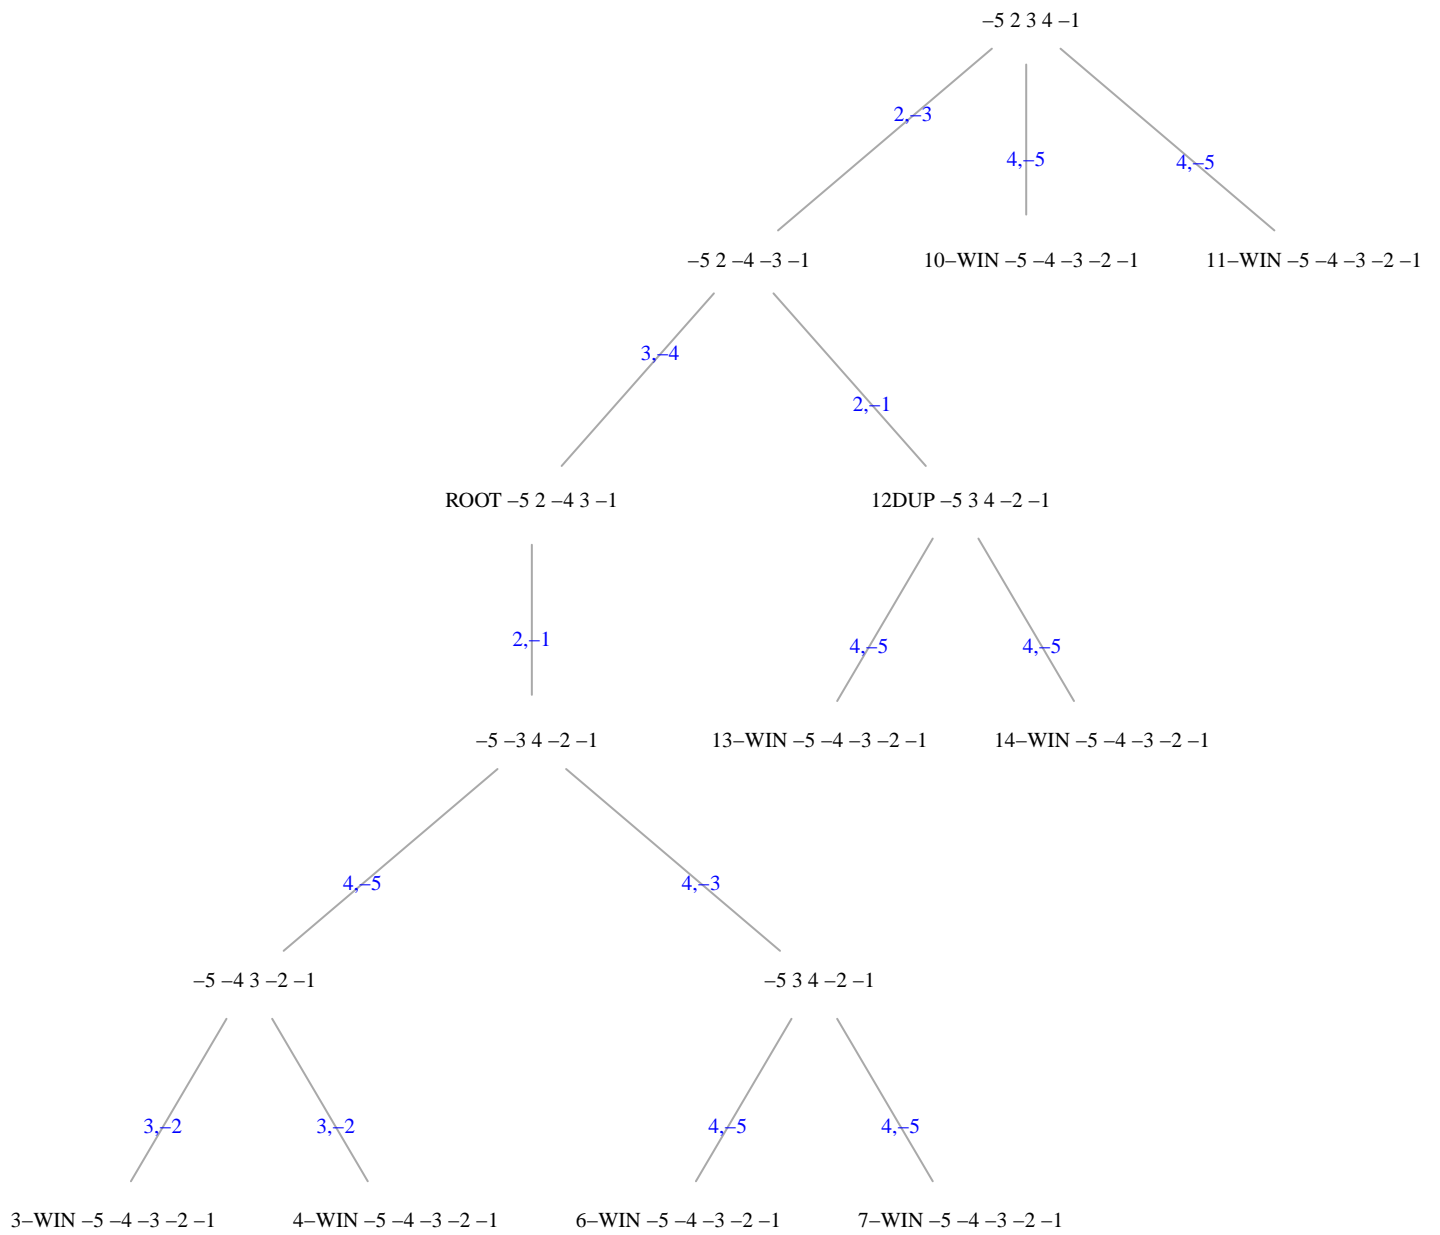 –5 2 3 4 –1
2,–3
4,–5
4,–5
–5 2 –4 –3 –1
10–WIN –5 –4 –3 –2 –1
11–WIN –5 –4 –3 –2 –1
3,–4
2,–1
ROOT –5 2 –4 3 –1
12DUP –5 3 4 –2 –1
2,–1
4,–5
4,–5
–5 –3 4 –2 –1
13–WIN –5 –4 –3 –2 –1
14–WIN –5 –4 –3 –2 –1
4,–5
4,–3
–5 –4 3 –2 –1
–5 3 4 –2 –1
3,–2
3,–2
4,–5
4,–5
3–WIN –5 –4 –3 –2 –1
4–WIN –5 –4 –3 –2 –1
6–WIN –5 –4 –3 –2 –1
7–WIN –5 –4 –3 –2 –1